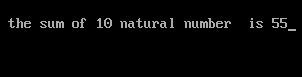 the sum of 10 natural number  is 55_